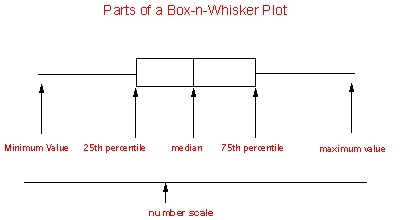 Parts of a Box-n-Whisker Plot
Minimum Value 25th percentile median 75th percentile maximum value
number scale